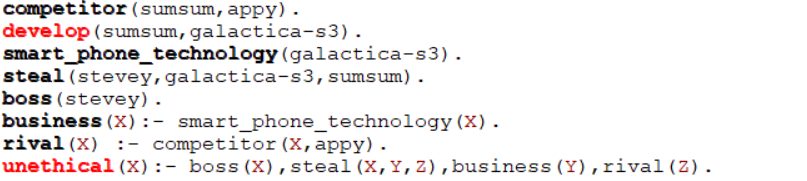 competitor(sumsum,appy).
develop(sumsum,galactica-s3).
smart_phone_technology(galactica-s3).
steal(stevey,galactica-s3,sumsum).
boss(stevey).
business(X):- smart_phone_technology(X).
rival(X) :- competitor(X,appy).
unethical(X):- boss(X),steal(X,Y,Z),business(Y),rival(Z).